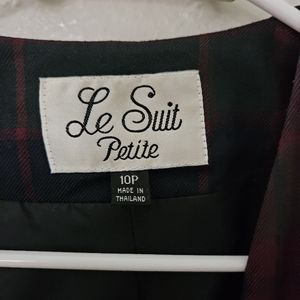 Le Suit
Petite
10P
MADE IN
THAILAND